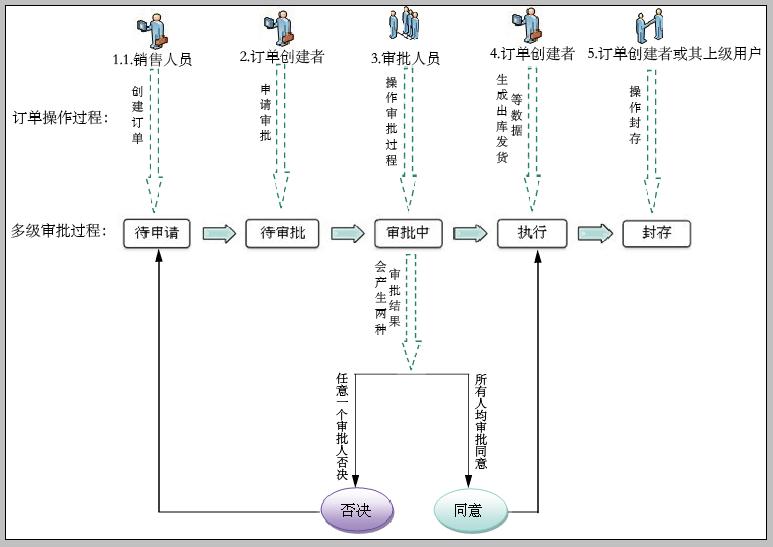 1.1.销售人员
2.订单创建者
3.审批人员
4.订单创建者
5.订单创建者或其上级用户
订单操作过程：
创建订单
申请审批
操作审批过程
生成出库发货
等数据
操作封存
多级审批过程：
待申请
待审批
审批中
执行
封存
会产生两种
审批结果
任意一个审批人否决
所有人均审批同意
否决
同意